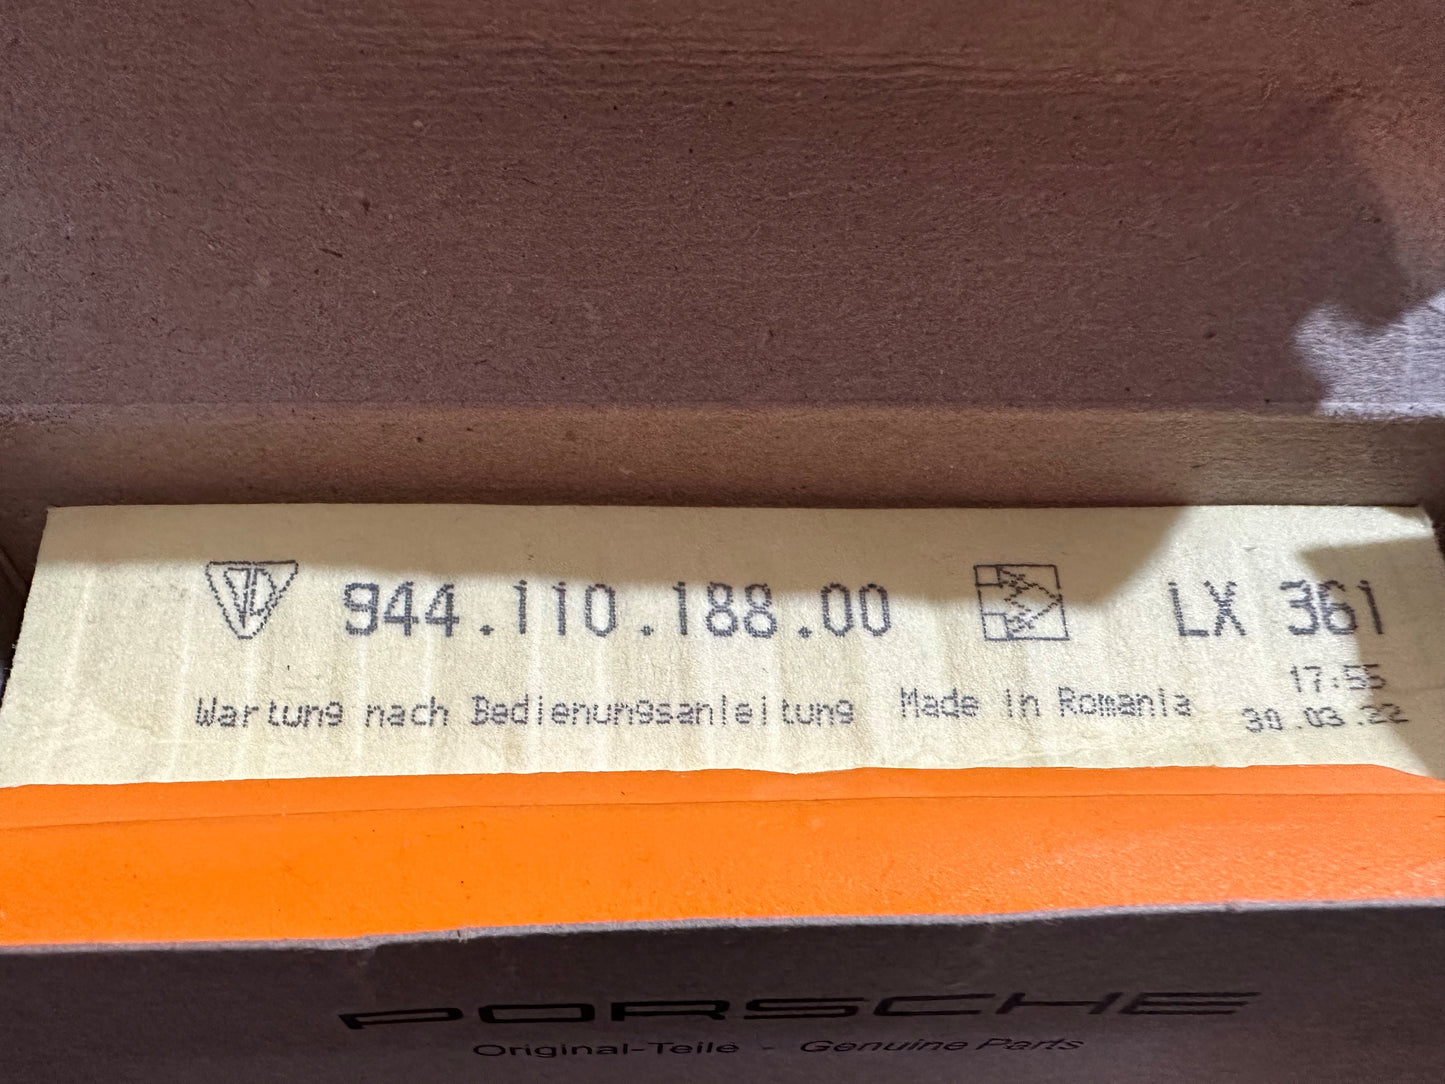 944.110.188.00 LX 361
17:55
Wartung nach Bedienungsanleitung Made in Romania 30.03.22
PORSCHE
Original-Teile - Genuine Parts